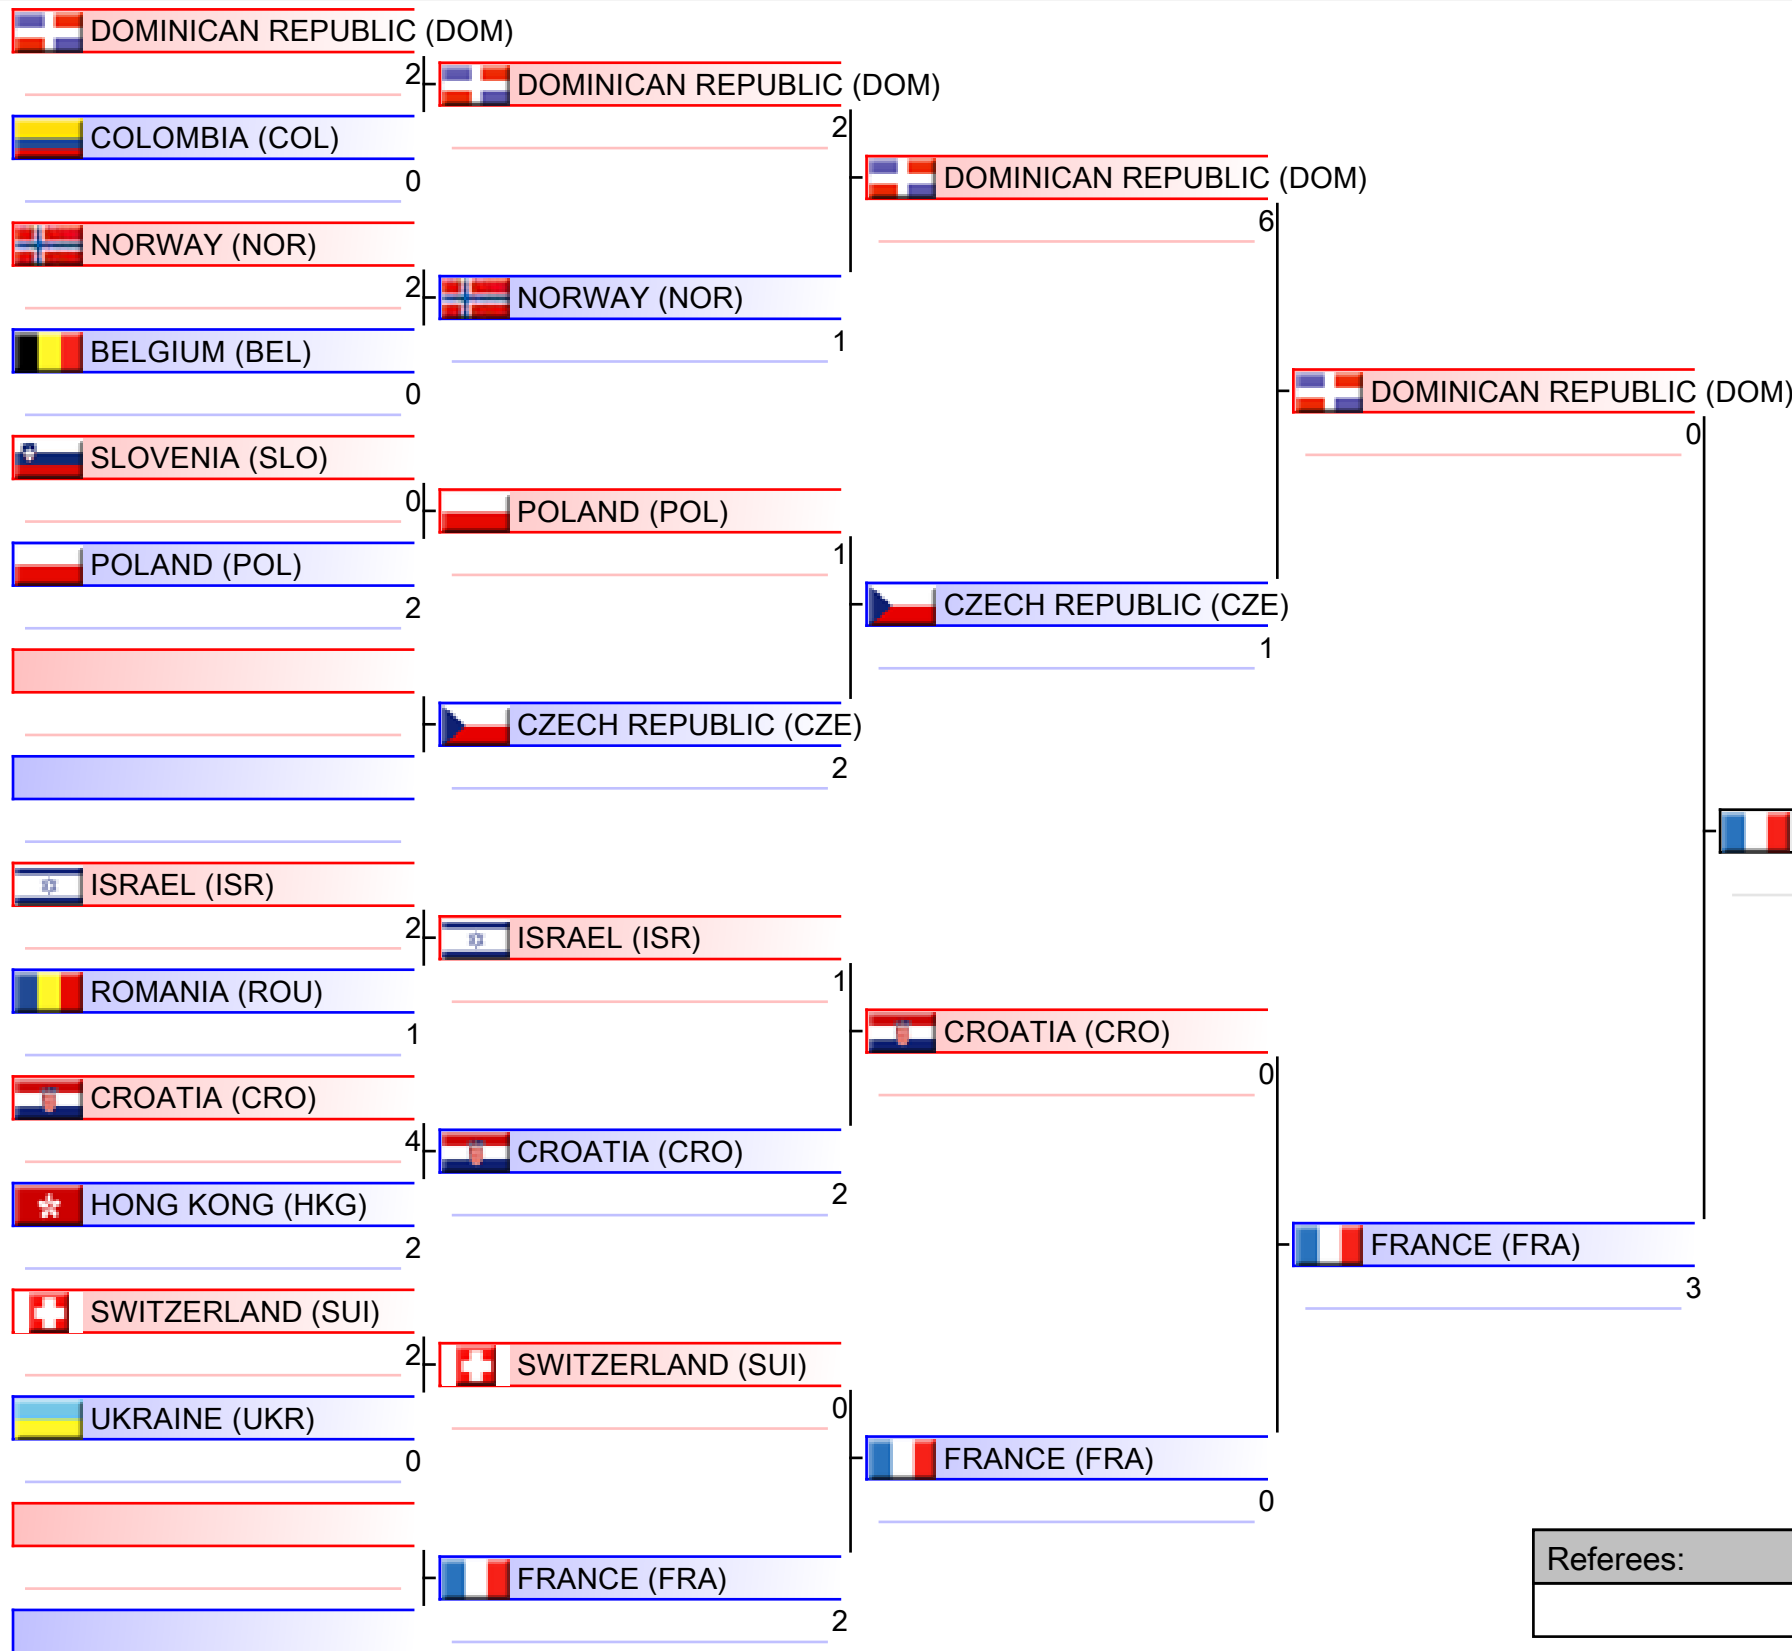 DOMINICAN REPUBLIC (DOM)
2
COLOMBIA (COL)
0
NORWAY (NOR)
2
BELGIUM (BEL)
0
SLOVENIA (SLO)
0
POLAND (POL)
2
ISRAEL (ISR)
2
ROMANIA (ROU)
1
CROATIA (CRO)
4
HONG KONG (HKG)
2
SWITZERLAND (SUI)
2
UKRAINE (UKR)
0
DOMINICAN REPUBLIC (DOM)
2
NORWAY (NOR)
1
POLAND (POL)
1
CZECH REPUBLIC (CZE)
2
ISRAEL (ISR)
1
CROATIA (CRO)
2
SWITZERLAND (SUI)
0
FRANCE (FRA)
2
DOMINICAN REPUBLIC (DOM)
6
CZECH REPUBLIC (CZE)
1
CROATIA (CRO)
0
FRANCE (FRA)
0
DOMINICAN REPUBLIC (DOM)
0
FRANCE (FRA)
3
Referees: